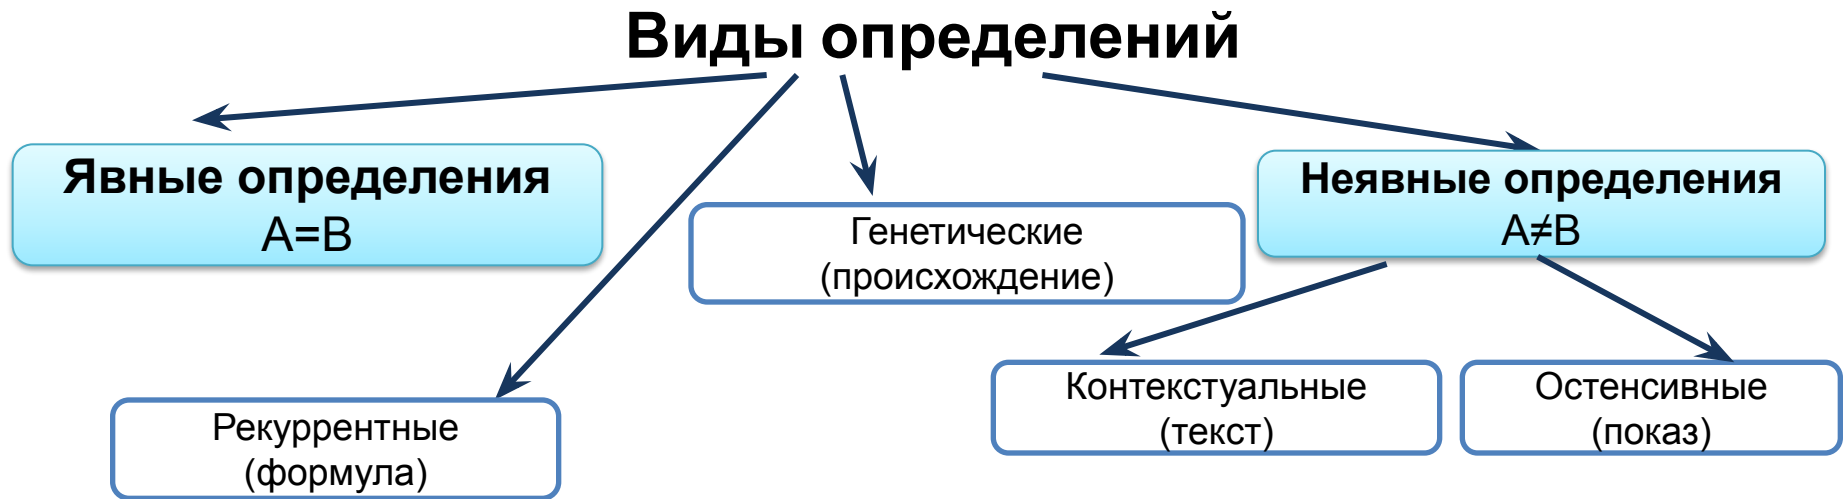 Виды определений
Явные определения
A=B
Генетические
(происхождение)
Неявные определения
A≠B
Рекуррентные
(формула)
Контекстуальные
(текст)
Остенсивные
(показ)